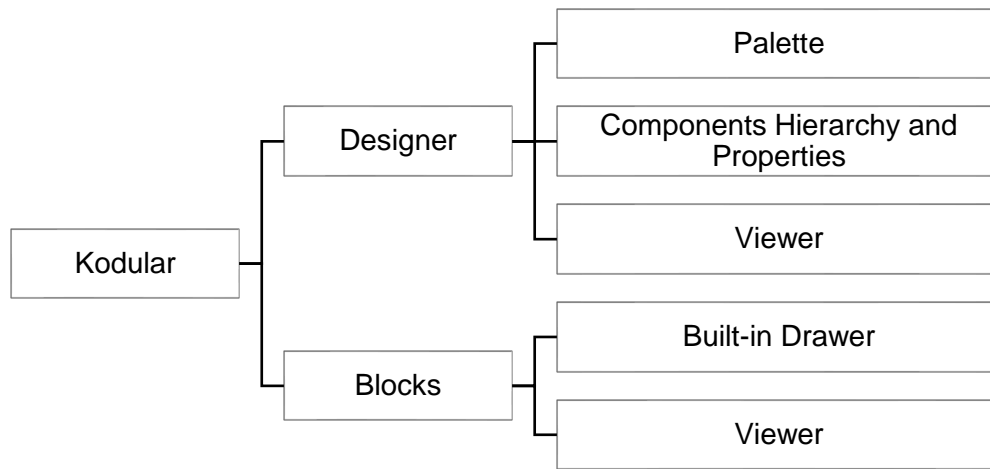 Palette
Components Hierarchy and
Properties
Designer
Viewer
Kodular
Built-in Drawer
Blocks
Viewer